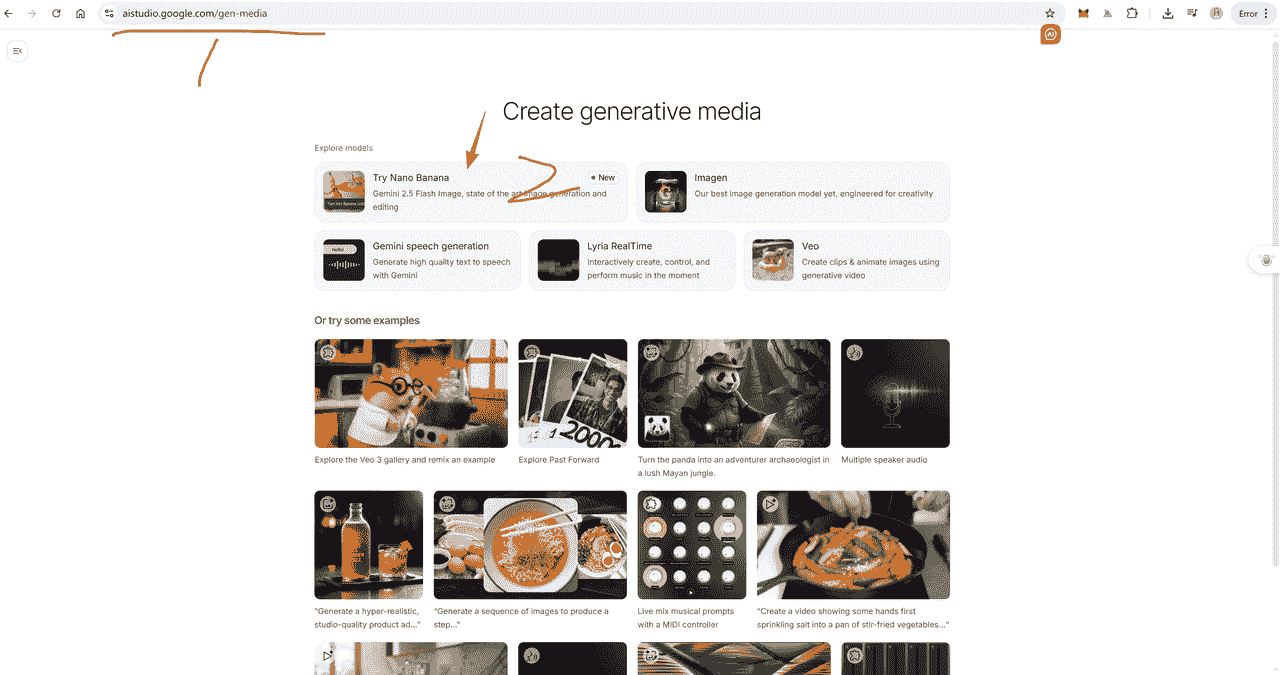 aistudio.google.com/gen-media
Error
AI
1
Create generative media
Explore models
Try Nano Banana
New
Gemini 2.5 Flash Image, state of the art image generation and
editing
2
Imagen
Our best image generation model yet, engineered for creativity
Gemini speech generation
Generate high quality text to speech
with Gemini
Lyria RealTime
Interactively create, control, and
perform music in the moment
Veo
Create clips & animate images using
generative video
Or try some examples
2000
Explore the Veo 3 gallery and remix an example
Explore Past Forward
Turn the panda into an adventurer archaeologist in
a lush Mayan jungle.
Multiple speaker audio
"Generate a hyper-realistic,
studio-quality product ad..."
"Generate a sequence of images to produce a
step..."
Live mix musical prompts
with a MIDI controller
"Create a video showing some hands first
sprinkling salt into a pan of stir-fried vegetables..."